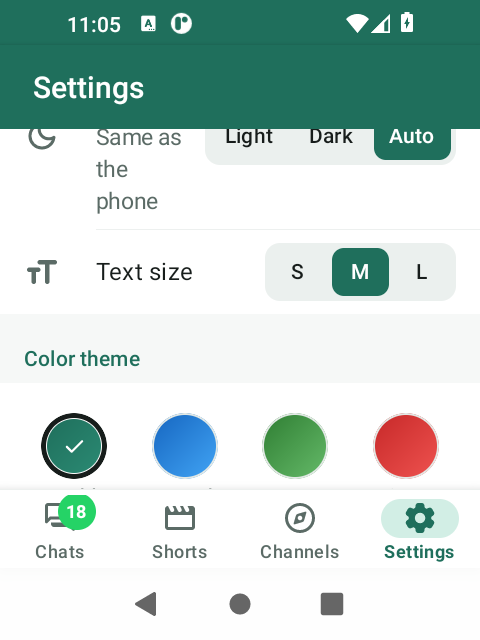 11:05
Settings
Same as
the
phone
Light
Dark
Auto
Text size
S
M
L
Color theme
18
Chats
Shorts
Channels
Settings